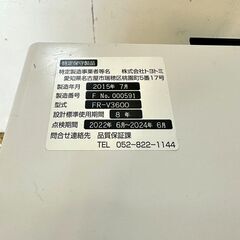 特定保守製品
特定製造事業者等名 株式会社トヨトミ
愛知県名古屋市瑞穂区桃園町5番17号
製造年月 2015年 7月
製造番号 F No.000591
型式 FR-V3600
設計標準使用期間 8 年
点検期間 2022年 6月～2024年 6月
問合せ連絡先 品質保証課
TEL 052-822-1144